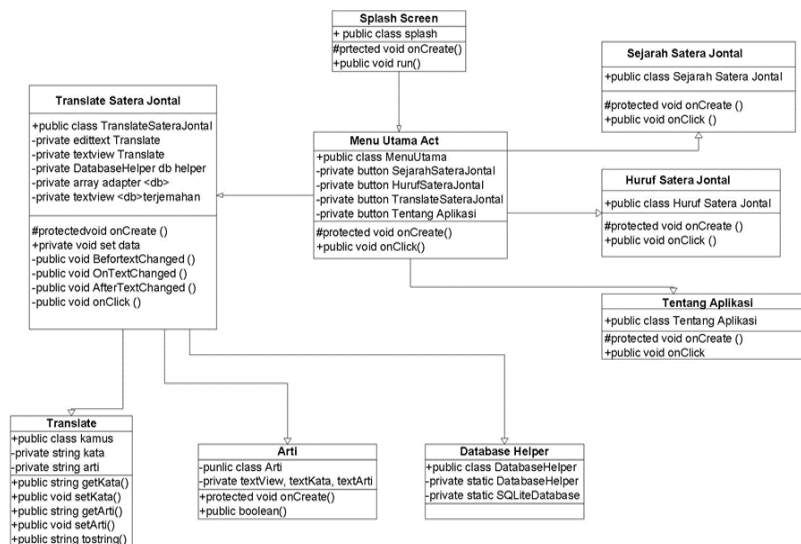 Splash Screen
+ public class splash
#prtected void onCreate()
+public void run()
Sejarah Satera Jontal
+public class Sejarah Satera Jontal
#protected void onCreate ()
+public void onClick ()
Translate Satera Jontal
+public class TranslateSateraJontal
-private edittext Translate
-private textview Translate
-private DatabaseHelper db helper
-private array adapter <db>
-private textview <db>terjemahan
#protectedvoid onCreate ()
+private void set data
-public void BefortextChanged ()
-public void OnTextChanged ()
-public void AfterTextChanged ()
-public void onClick ()
Menu Utama Act
+public class MenuUtama
-private button SejarahSateraJontal
-private button HurufSateraJontal
-private button TranslateSateraJontal
-private button Tentang Aplikasi
#protected void onCreate()
+public void onClick()
Huruf Satera Jontal
+public class Huruf Satera Jontal
#protected void onCreate ()
+public void onClick ()
Tentang Aplikasi
+public class Tentang Aplikasi
#protected void onCreate ()
+public void onClick
Translate
+public class kamus
-private string kata
-private string arti
+public string getKata()
+public void setKata()
+public string getArti()
+public void setArti()
+public string tostring()
Arti
-punlic class Arti
-private textView, textKata, textArti
+protected void onCreate()
+public boolean()
Database Helper
+public class DatabaseHelper
-private static DatabaseHelper
-private static SQLiteDatabase